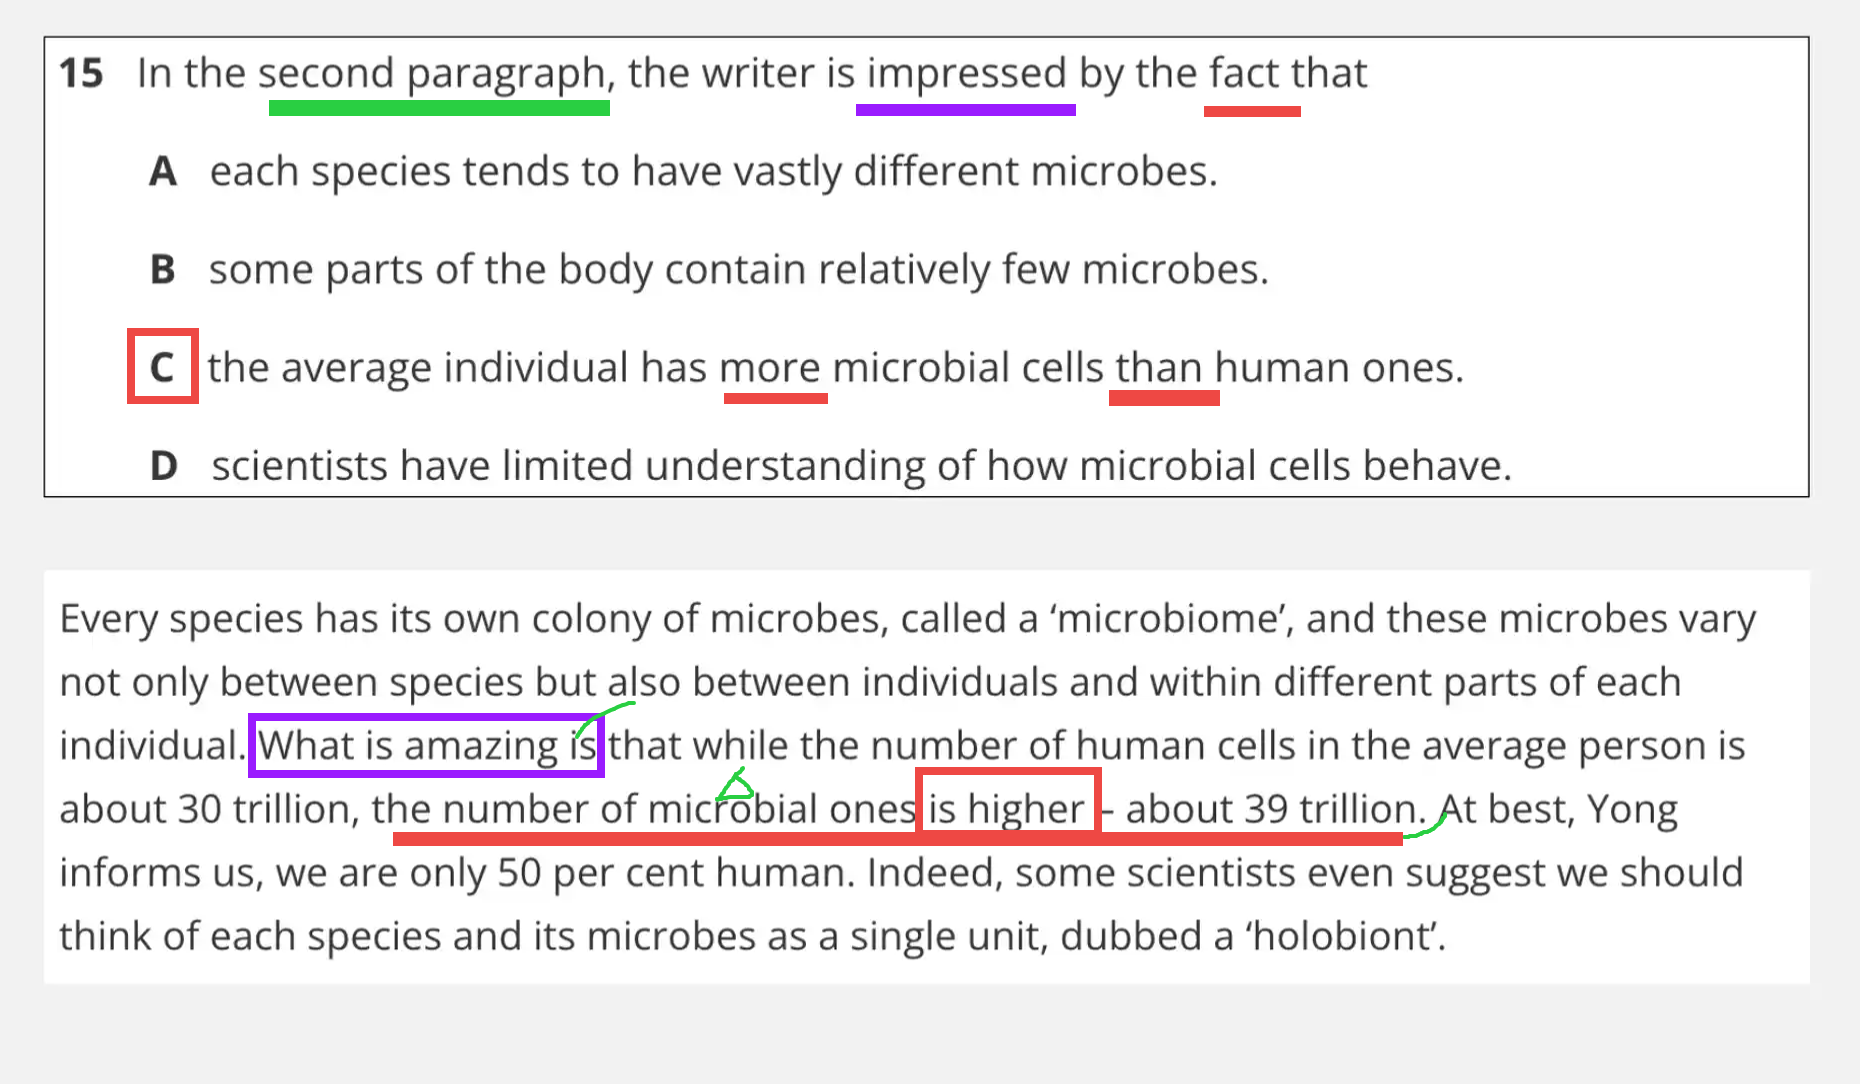 15 In the second paragraph, the writer is impressed by the fact that
A each species tends to have vastly different microbes.
B some parts of the body contain relatively few microbes.
C the average individual has more microbial cells than human ones.
D scientists have limited understanding of how microbial cells behave.
Every species has its own colony of microbes, called a ‘microbiome’, and these microbes vary
not only between species but also between individuals and within different parts of each
individual. What is amazing is that while the number of human cells in the average person is
about 30 trillion, the number of microbial ones is higher – about 39 trillion. At best, Yong
informs us, we are only 50 per cent human. Indeed, some scientists even suggest we should
think of each species and its microbes as a single unit, dubbed a ‘holobiont’.